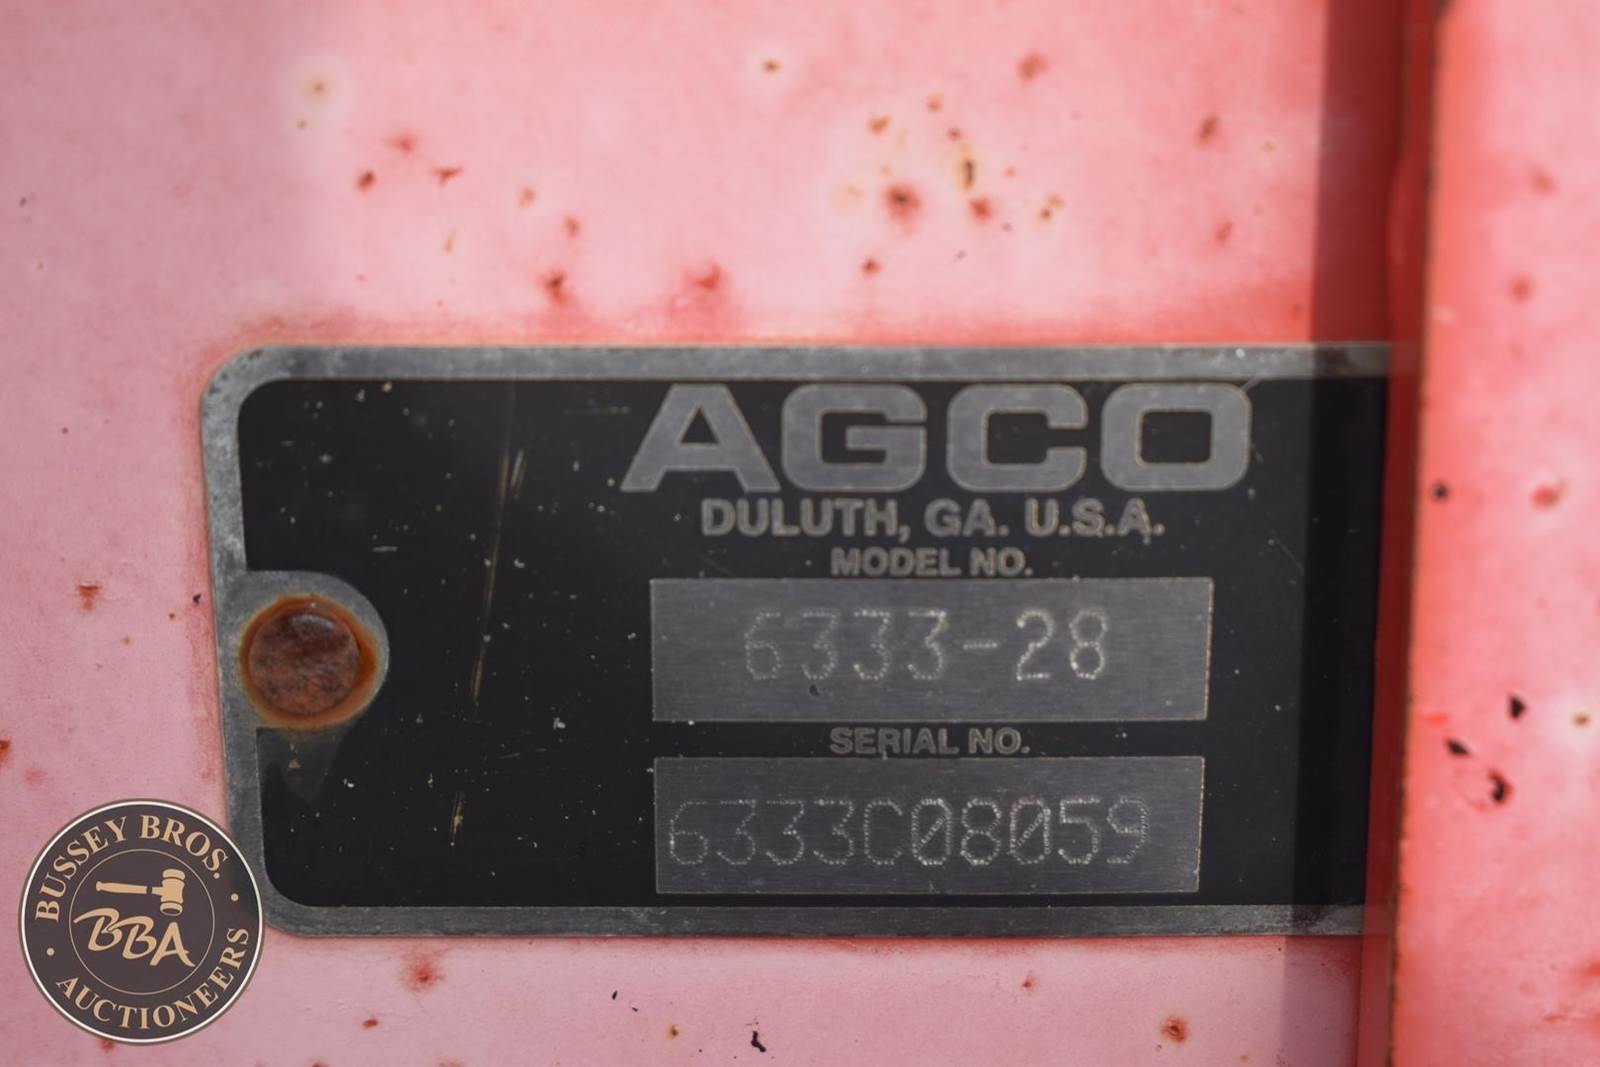 AGCO
DULUTH, GA. U.S.A.
MODEL NO.
6333-28
SERIAL NO.
6333C08059
BUSSEY BROS.
BBA
AUCTIONEERS